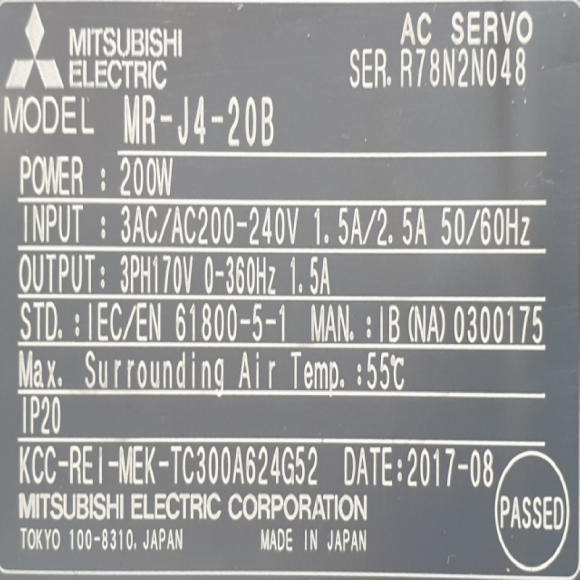 MITSUBISHI ELECTRIC
AC SERVO
SER. R78N2N048
MODEL MR-J4-20B
POWER : 200W
INPUT : 3AC/AC200-240V 1.5A/2.5A 50/60Hz
OUTPUT: 3PH170V 0-360Hz 1.5A
STD. : IEC/EN 61800-5-1 MAN. : IB(NA)0300175
Max. Surrounding Air Temp. : 55℃
IP20
KCC-REI-MEK-TC300A624G52 DATE:2017-08
MITSUBISHI ELECTRIC CORPORATION
TOKYO 100-8310, JAPAN MADE IN JAPAN
PASSED